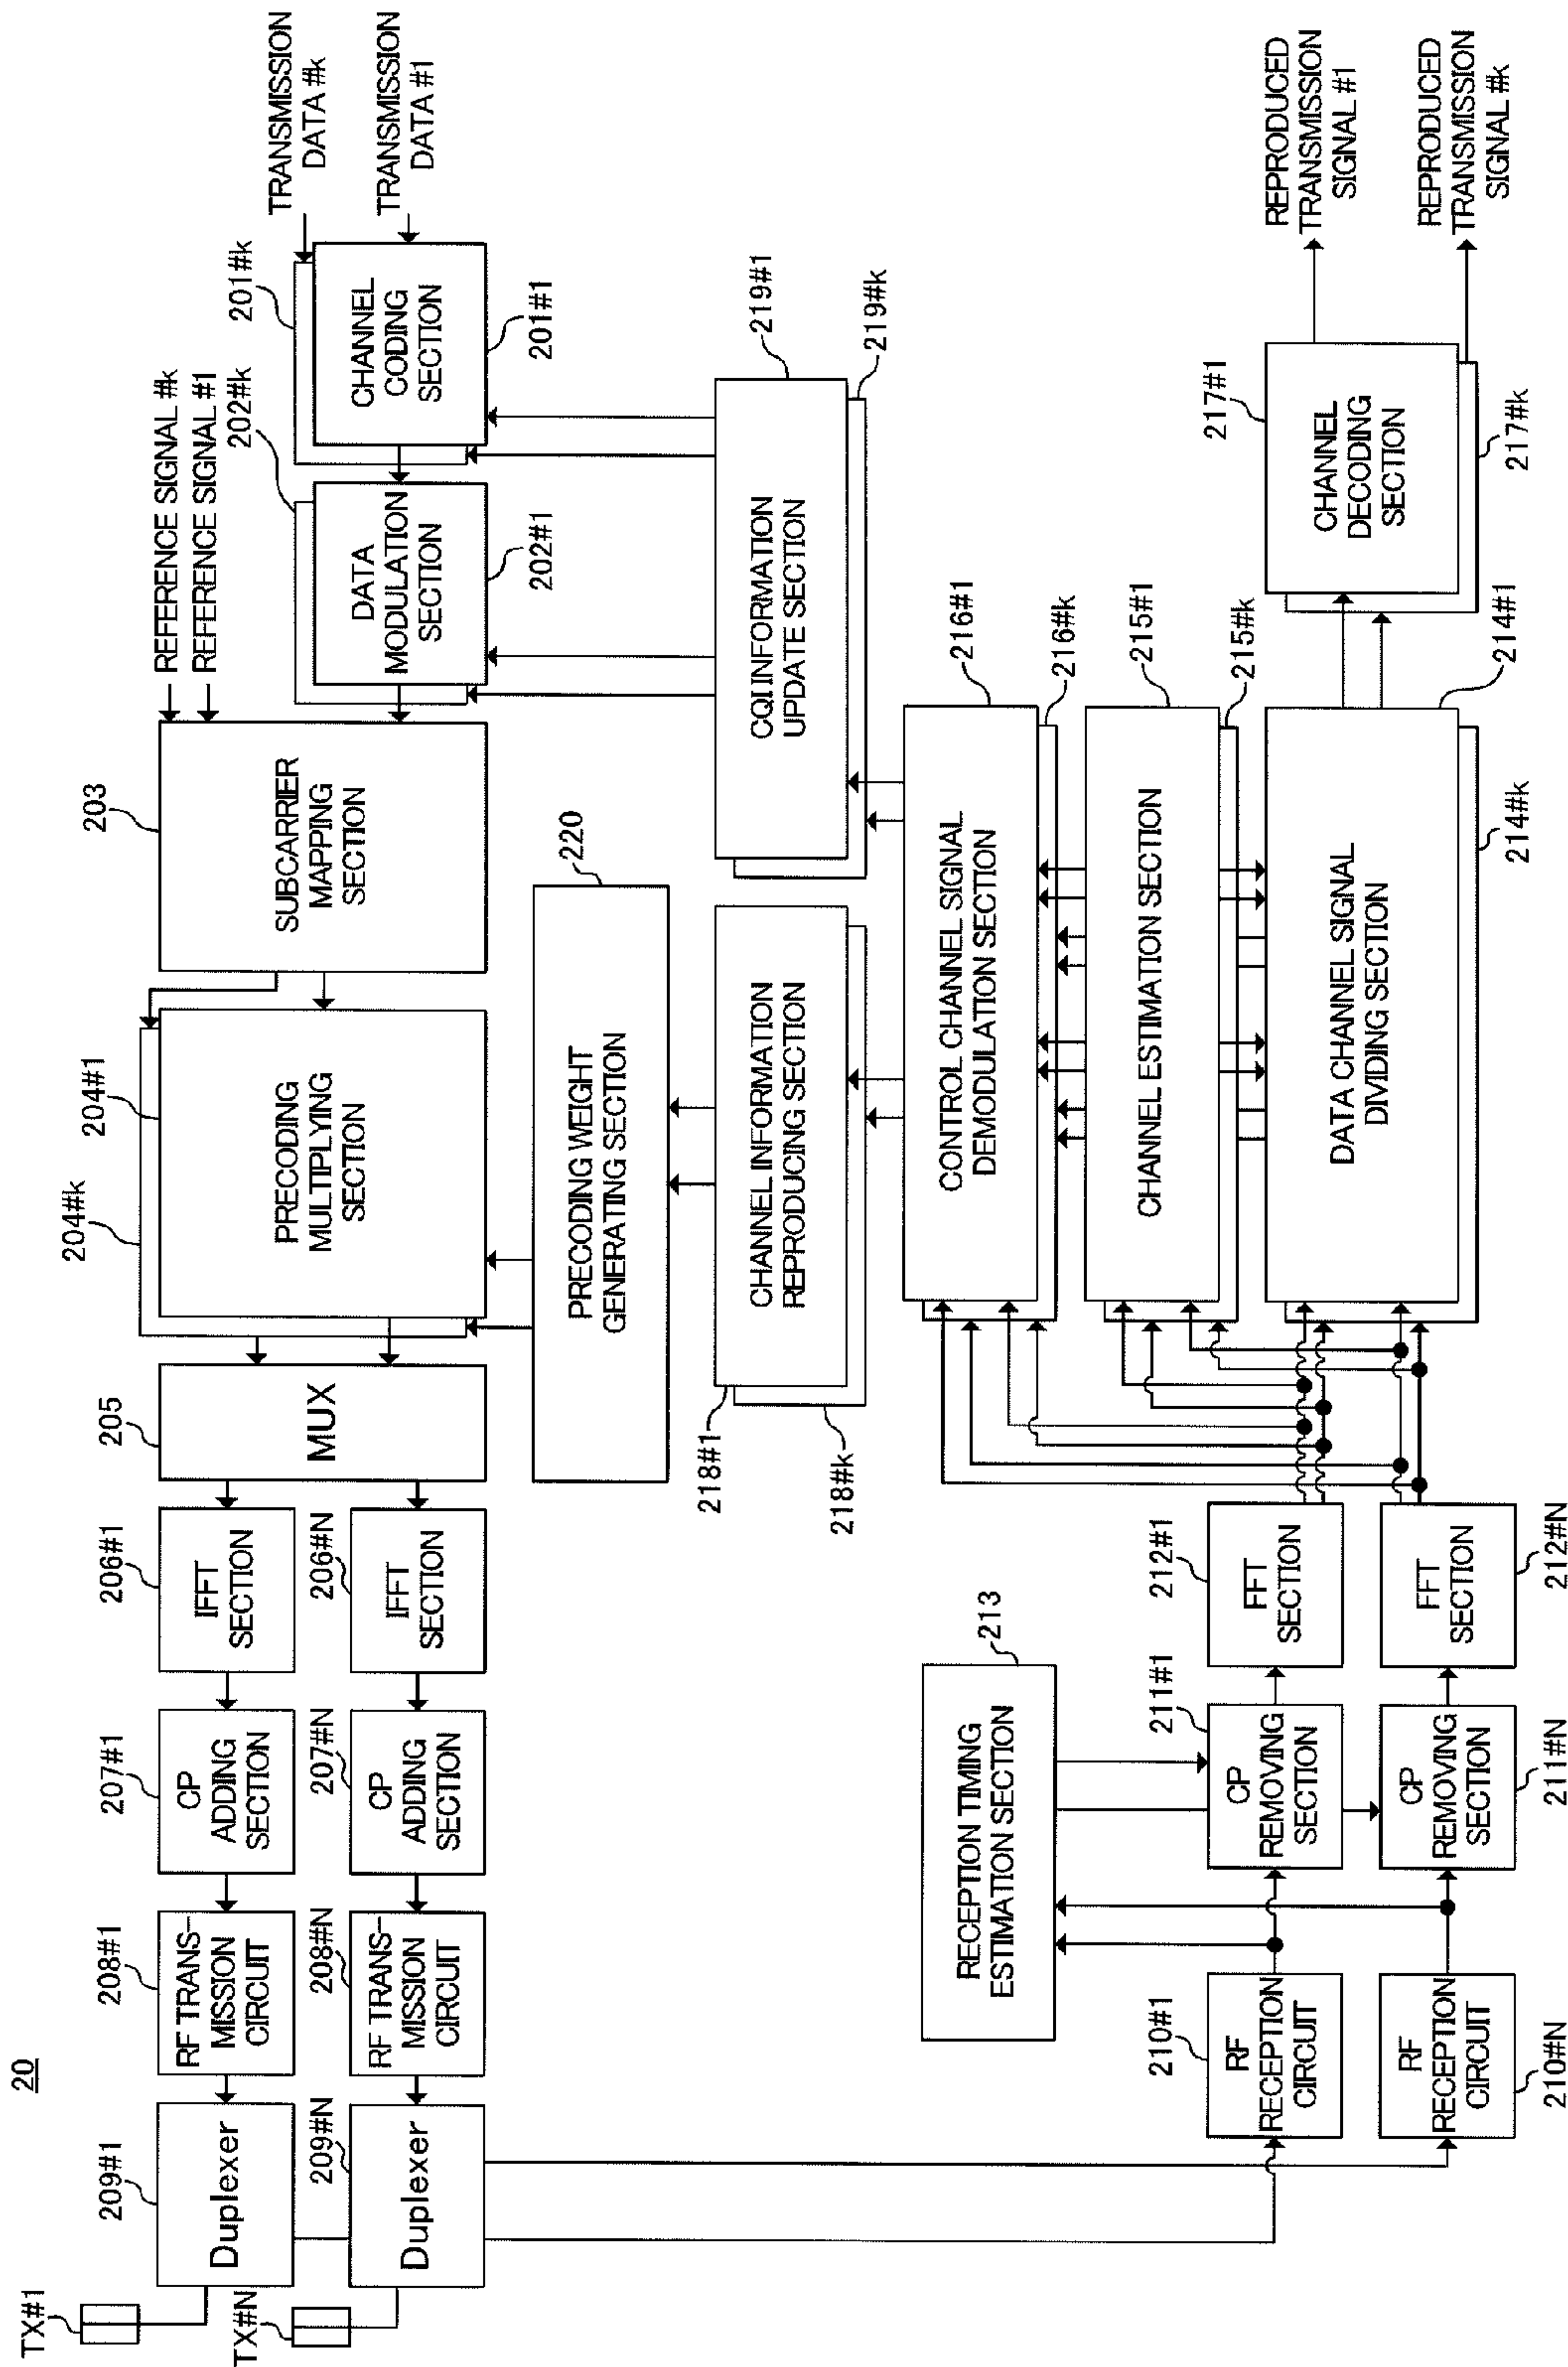 20
TX#1
TX#N
209#1
Duplexer
209#N
Duplexer
208#1
RF TRANS-
MISSION
CIRCUIT
208#N
RF TRANS-
MISSION
CIRCUIT
207#1
CP
ADDING
SECTION
207#N
CP
ADDING
SECTION
206#1
IFFT
SECTION
206#N
IFFT
SECTION
205
MUX
204#k
204#1
PRECODING
MULTIPLYING
SECTION
203
SUBCARRIER
MAPPING
SECTION
REFERENCE SIGNAL #k
REFERENCE SIGNAL #1
202#k
DATA
MODULATION
SECTION
202#1
201#k
CHANNEL
CODING
SECTION
201#1
TRANSMISSION
DATA #k
TRANSMISSION
DATA #1
220
PRECODING WEIGHT
GENERATING SECTION
218#1
CHANNEL INFORMATION
REPRODUCING SECTION
218#k
219#1
CQI INFORMATION
UPDATE SECTION
219#k
216#1
CONTROL CHANNEL SIGNAL
DEMODULATION SECTION
216#k
215#1
CHANNEL ESTIMATION SECTION
215#k
214#1
DATA CHANNEL SIGNAL
DIVIDING SECTION
214#k
213
RECEPTION TIMING
ESTIMATION SECTION
210#1
RF
RECEPTION
CIRCUIT
210#N
RF
RECEPTION
CIRCUIT
211#1
CP
REMOVING
SECTION
211#N
CP
REMOVING
SECTION
212#1
FFT
SECTION
212#N
FFT
SECTION
217#1
CHANNEL
DECODING
SECTION
217#k
REPRODUCED
TRANSMISSION
SIGNAL #1
REPRODUCED
TRANSMISSION
SIGNAL #k